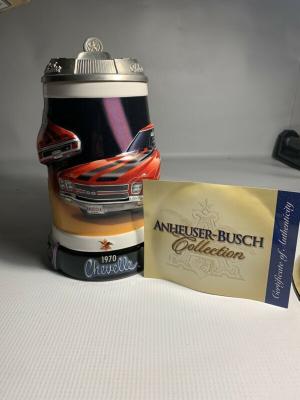 1970
Chevelle
ANHEUSER-BUSCH
Collection
Certificate of Authenticity